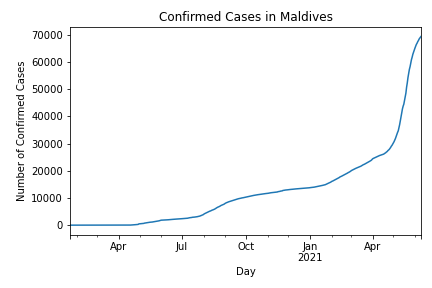 Confirmed Cases in Maldives
Number of Confirmed Cases
70000
60000
50000
40000
30000
20000
10000
0
Apr Jul Oct Jan Apr
2021
Day